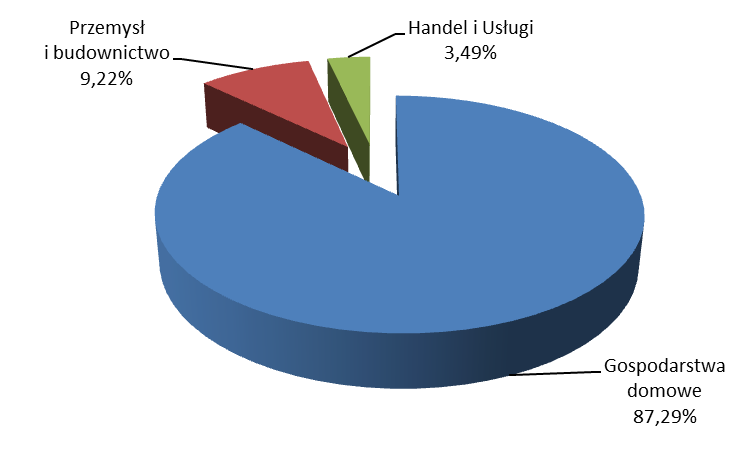 Przemysł
i budownictwo
9,22%
Handel i Usługi
3,49%
Gospodarstwa
domowe
87,29%